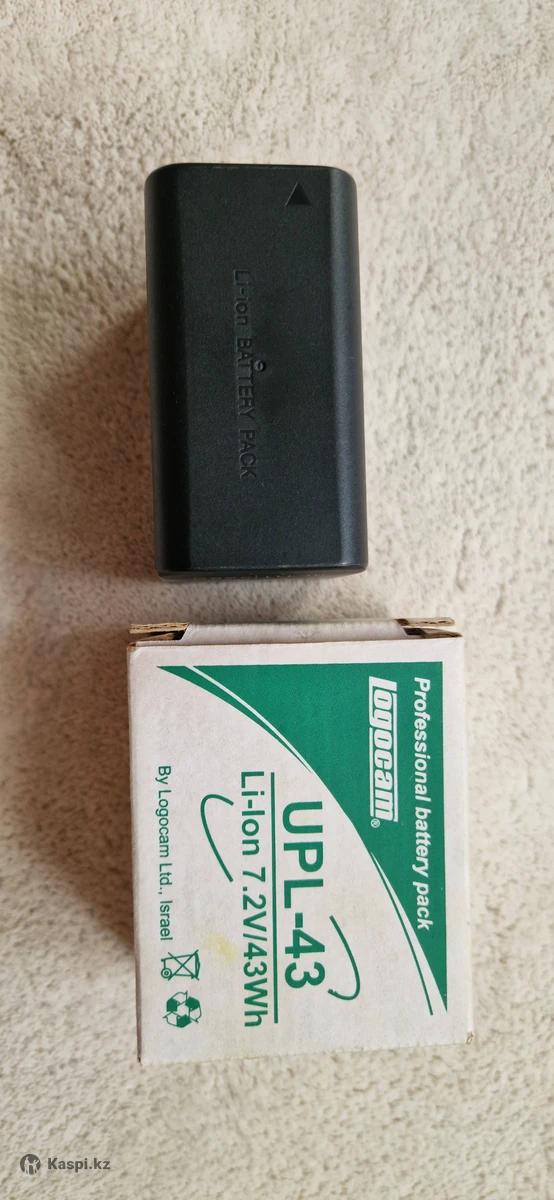 Li-ion BATTERY PACK
Professional battery pack
logocam®
UPL-43
Li-Ion 7.2V/43Wh
By Logocam Ltd., Israel
Kaspi.kz